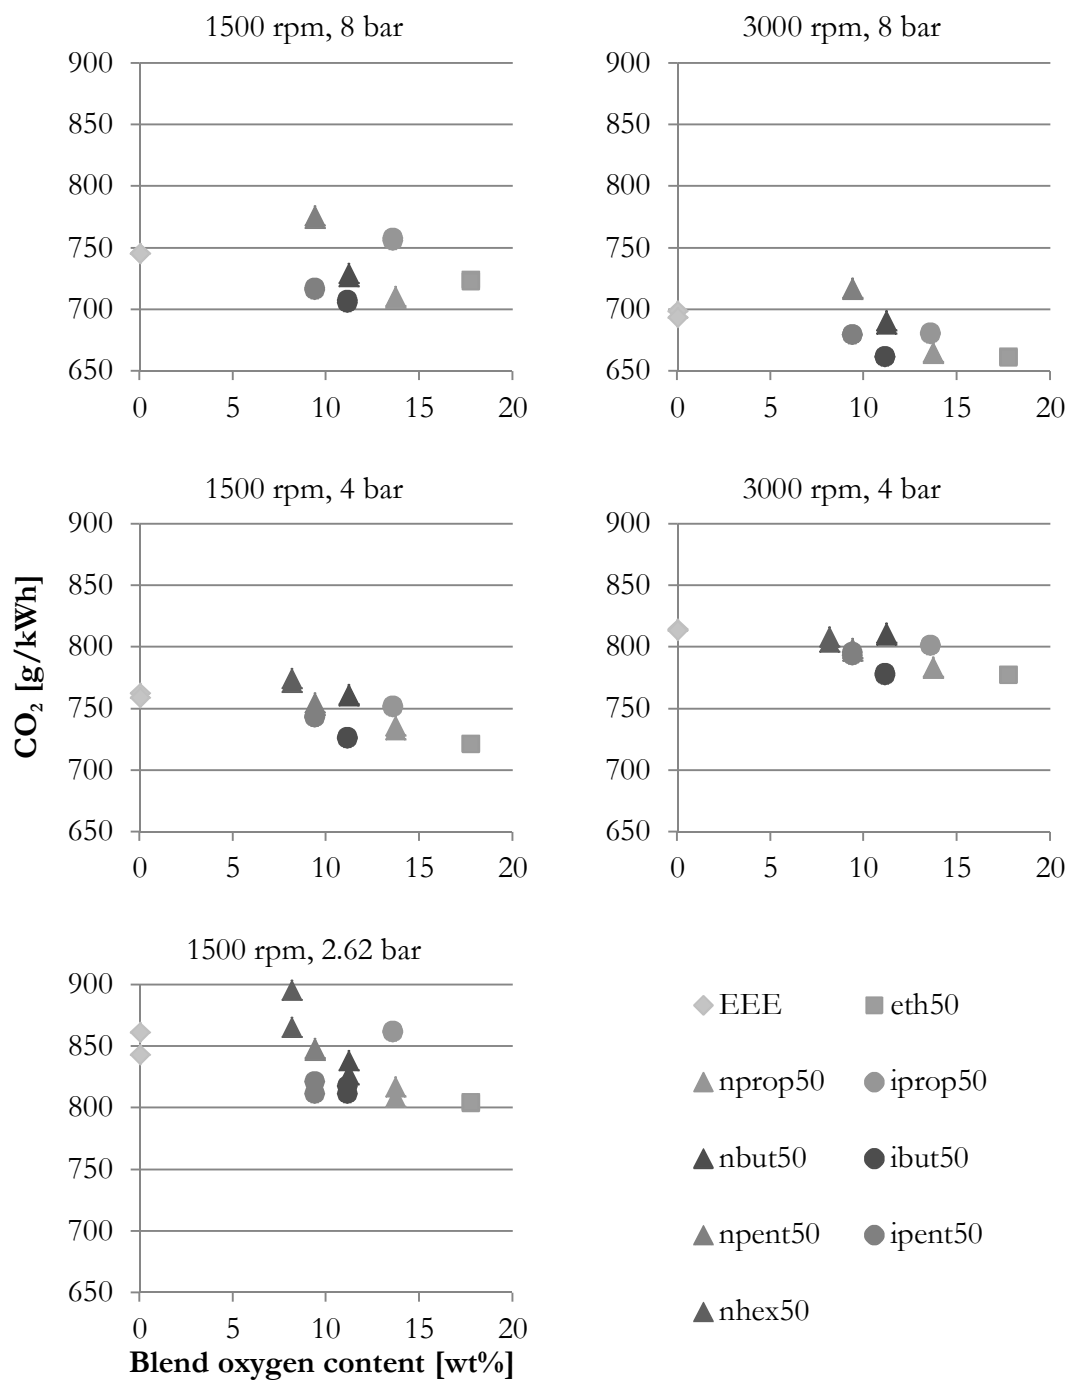 1500 rpm, 8 bar
900
850
800
750
700
650
0 5 10 15 20
3000 rpm, 8 bar
900
850
800
750
700
650
0 5 10 15 20
CO₂ [g/kWh]
1500 rpm, 4 bar
900
850
800
750
700
650
0 5 10 15 20
3000 rpm, 4 bar
900
850
800
750
700
650
0 5 10 15 20
1500 rpm, 2.62 bar
900
850
800
750
700
650
0 5 10 15 20
Blend oxygen content [wt%]
EEE eth50
nprop50 iprop50
nbut50 ibut50
npent50 ipent50
nhex50